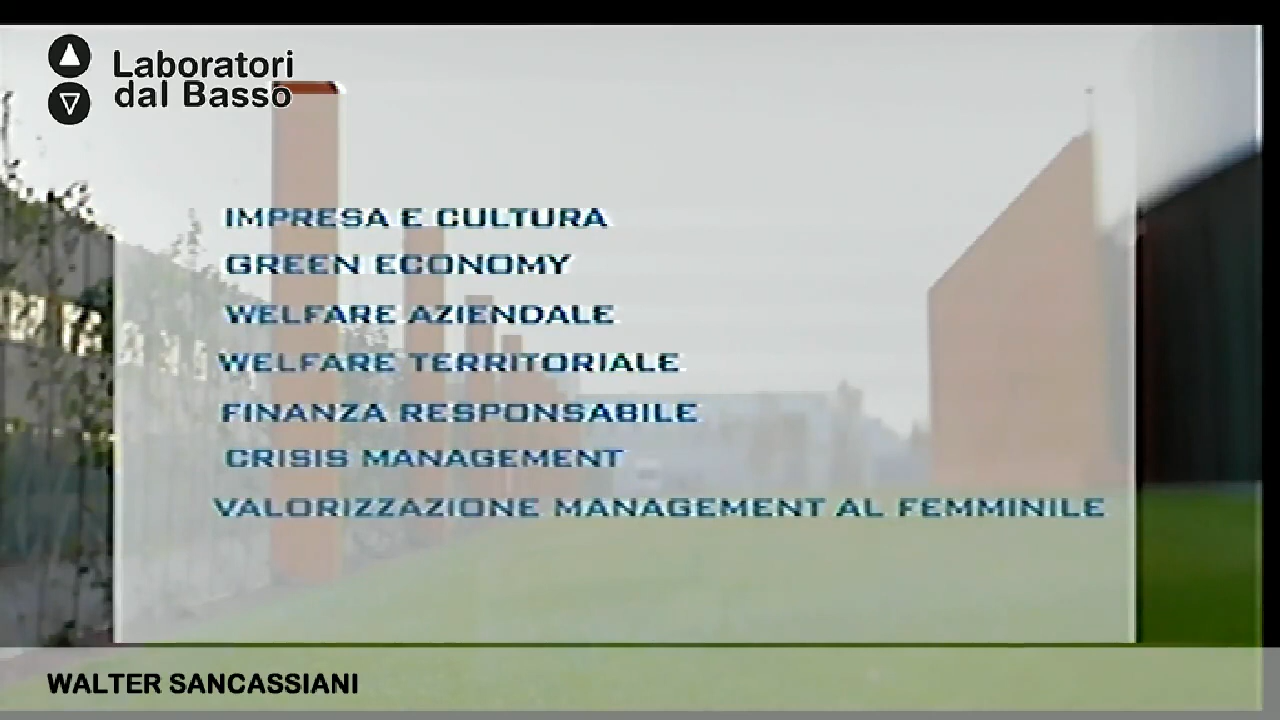 Laboratori
dal Basso
IMPRESA E CULTURA
GREEN ECONOMY
WELFARE AZIENDALE
WELFARE TERRITORIALE
FINANZA RESPONSABILE
CRISIS MANAGEMENT
VALORIZZAZIONE MANAGEMENT AL FEMMINILE
WALTER SANCASSIANI